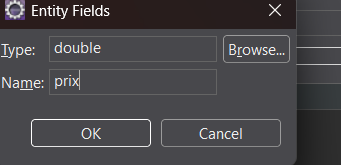 Entity Fields
Type: double Browse...
Name: prix
OK Cancel